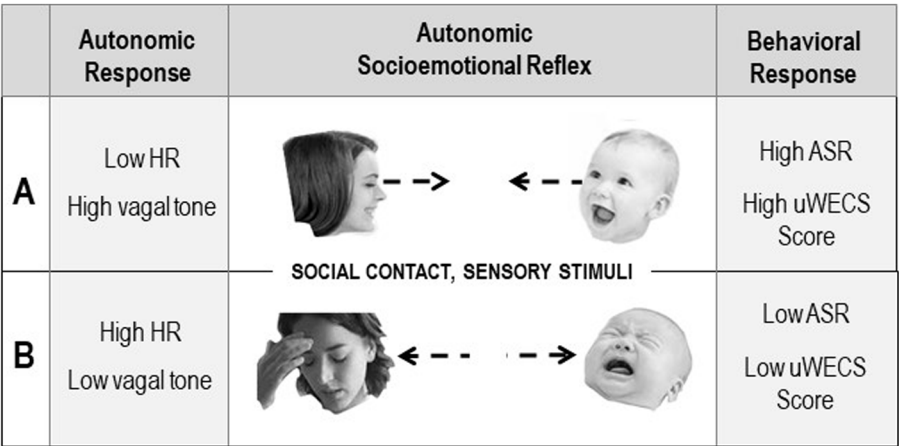 Autonomic
Response
Autonomic
Socioemotional Reflex
Behavioral
Response
A
Low HR
High vagal tone
High ASR
High uWECS
Score
SOCIAL CONTACT, SENSORY STIMULI
B
High HR
Low vagal tone
Low ASR
Low uWECS
Score